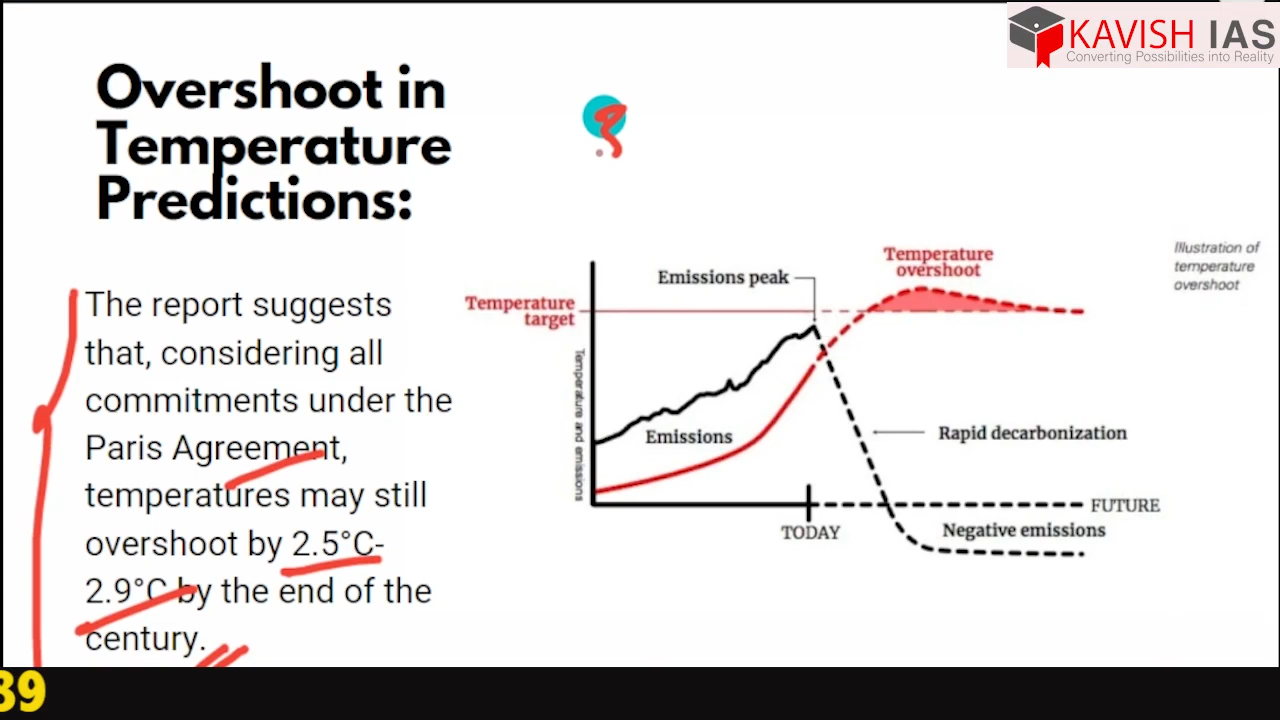 KAVISH IAS
Converting Possibilities into Reality
Overshoot in
Temperature
Predictions:
The report suggests
that, considering all
commitments under the
Paris Agreement,
temperatures may still
overshoot by 2.5°C-
2.9°C by the end of the
century.
Illustration of
temperature
overshoot
Temperature
overshoot
Emissions peak
Temperature
target
Temperature and emissions
Emissions
Rapid decarbonization
TODAY
FUTURE
Negative emissions
39